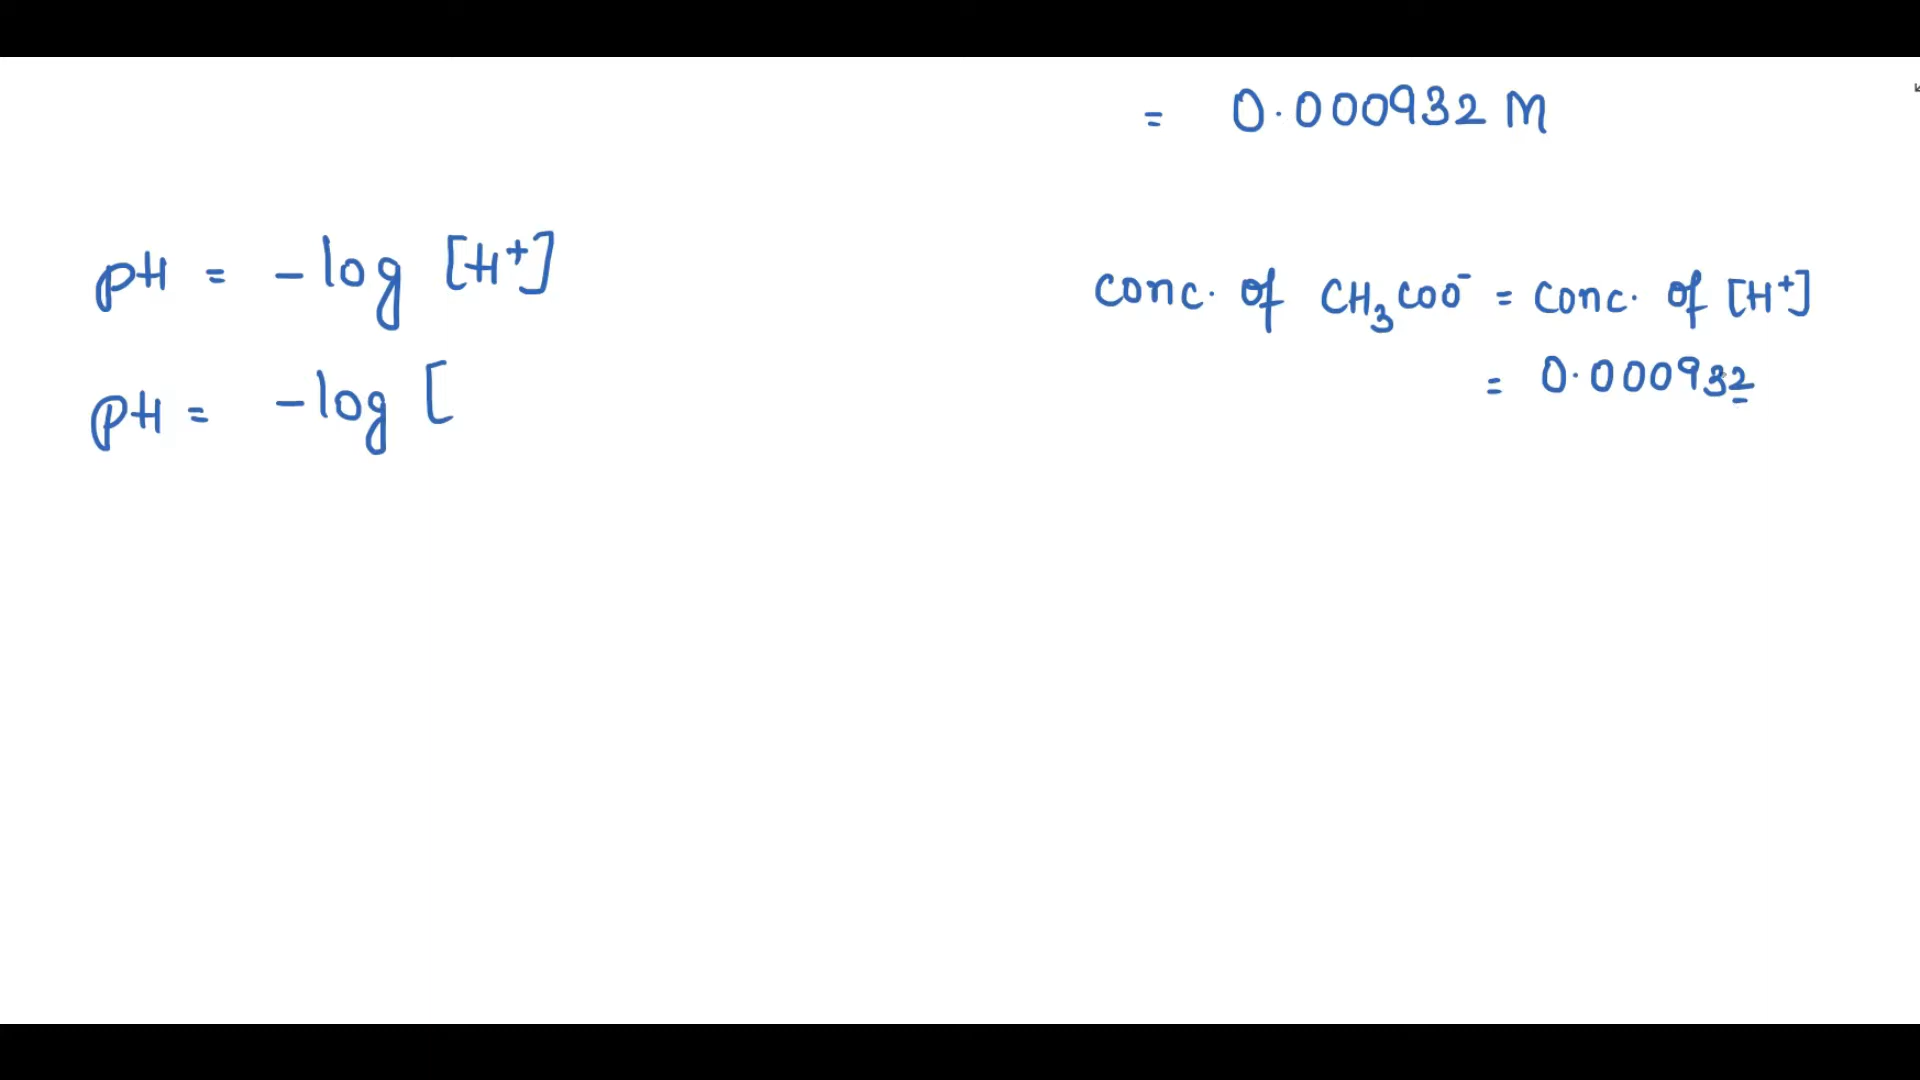 = 0.000932 M
pH = -log [H⁺]
Conc. of CH₃COO⁻ = Conc. of [H⁺]
= 0.000932
pH = -log [